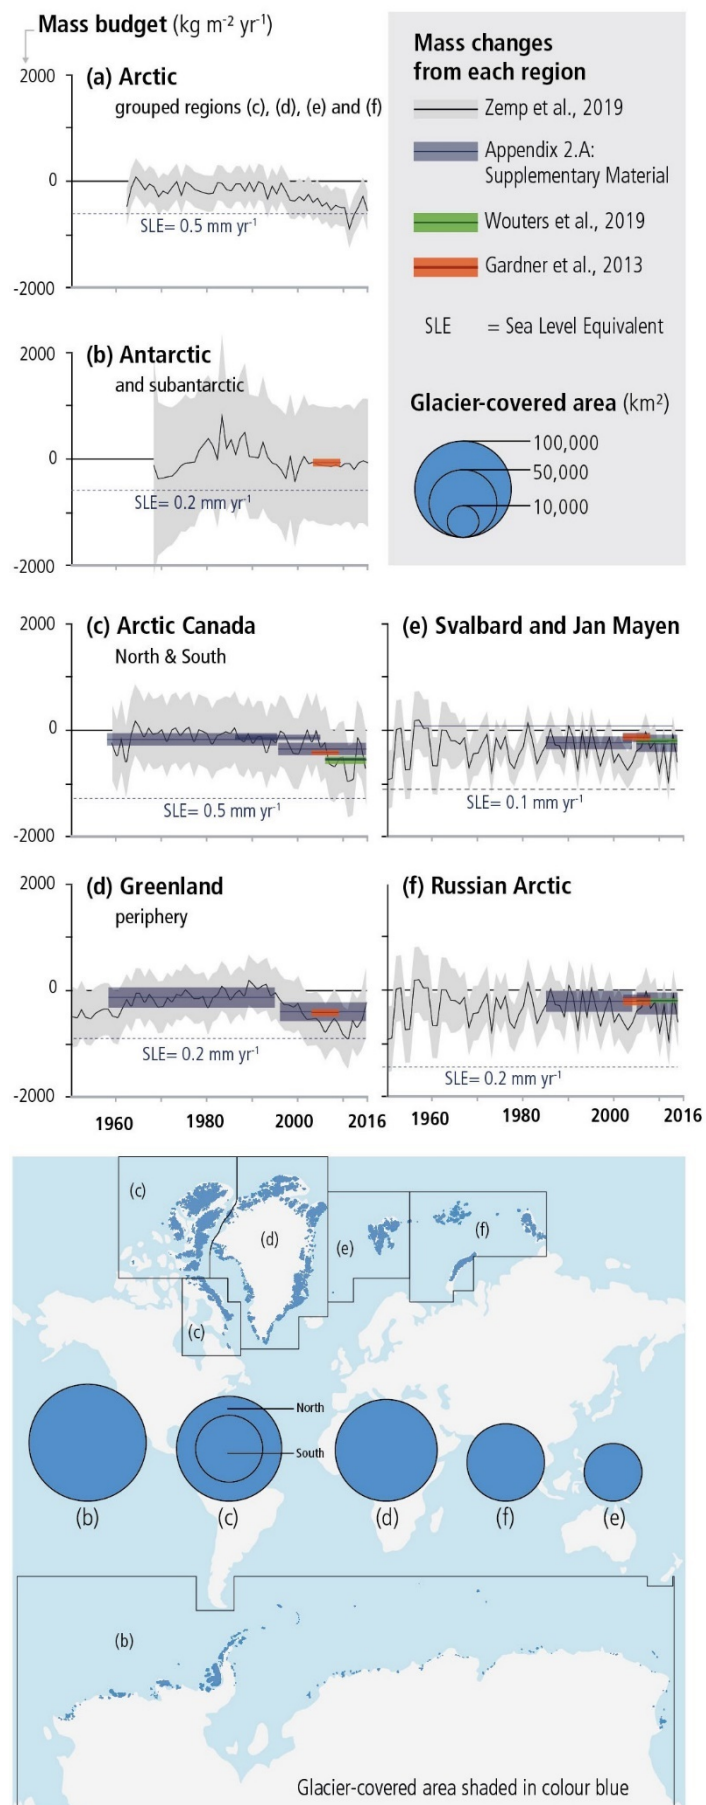 Mass budget (kg m⁻² yr⁻¹)
2000
0
-2000
(a) Arctic
grouped regions (c), (d), (e) and (f)
SLE= 0.5 mm yr⁻¹
2000
0
-2000
(b) Antarctic
and subantarctic
SLE= 0.2 mm yr⁻¹
Mass changes
from each region
Zemp et al., 2019
Appendix 2.A:
Supplementary Material
Wouters et al., 2019
Gardner et al., 2013
SLE = Sea Level Equivalent
Glacier-covered area (km²)
100,000
50,000
10,000
2000
0
-2000
(c) Arctic Canada
North & South
SLE= 0.5 mm yr⁻¹
(e) Svalbard and Jan Mayen
SLE= 0.1 mm yr⁻¹
2000
0
-2000
(d) Greenland
periphery
SLE= 0.2 mm yr⁻¹
1960 1980 2000 2016
(f) Russian Arctic
SLE= 0.2 mm yr⁻¹
1960 1980 2000 2016
(c)
(d)
(e)
(f)
(c)
North
South
(b) (c) (d) (f) (e)
(b)
Glacier-covered area shaded in colour blue